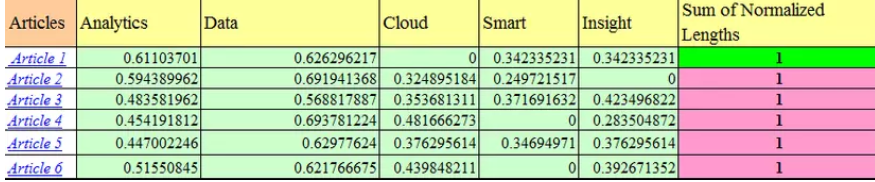 Articles Analytics Data Cloud Smart Insight Sum of Normalized Lengths
Article 1 0.61103701 0.626296217 0 0.342335231 0.342335231 1
Article 2 0.594389962 0.691941368 0.324895184 0.249721517 0 1
Article 3 0.483581962 0.568817887 0.353681311 0.371691632 0.423496822 1
Article 4 0.454191812 0.693781224 0.481666273 0 0.283504872 1
Article 5 0.447002246 0.62977624 0.376295614 0.34694971 0.376295614 1
Article 6 0.51550845 0.621766675 0.439848211 0 0.392671352 1